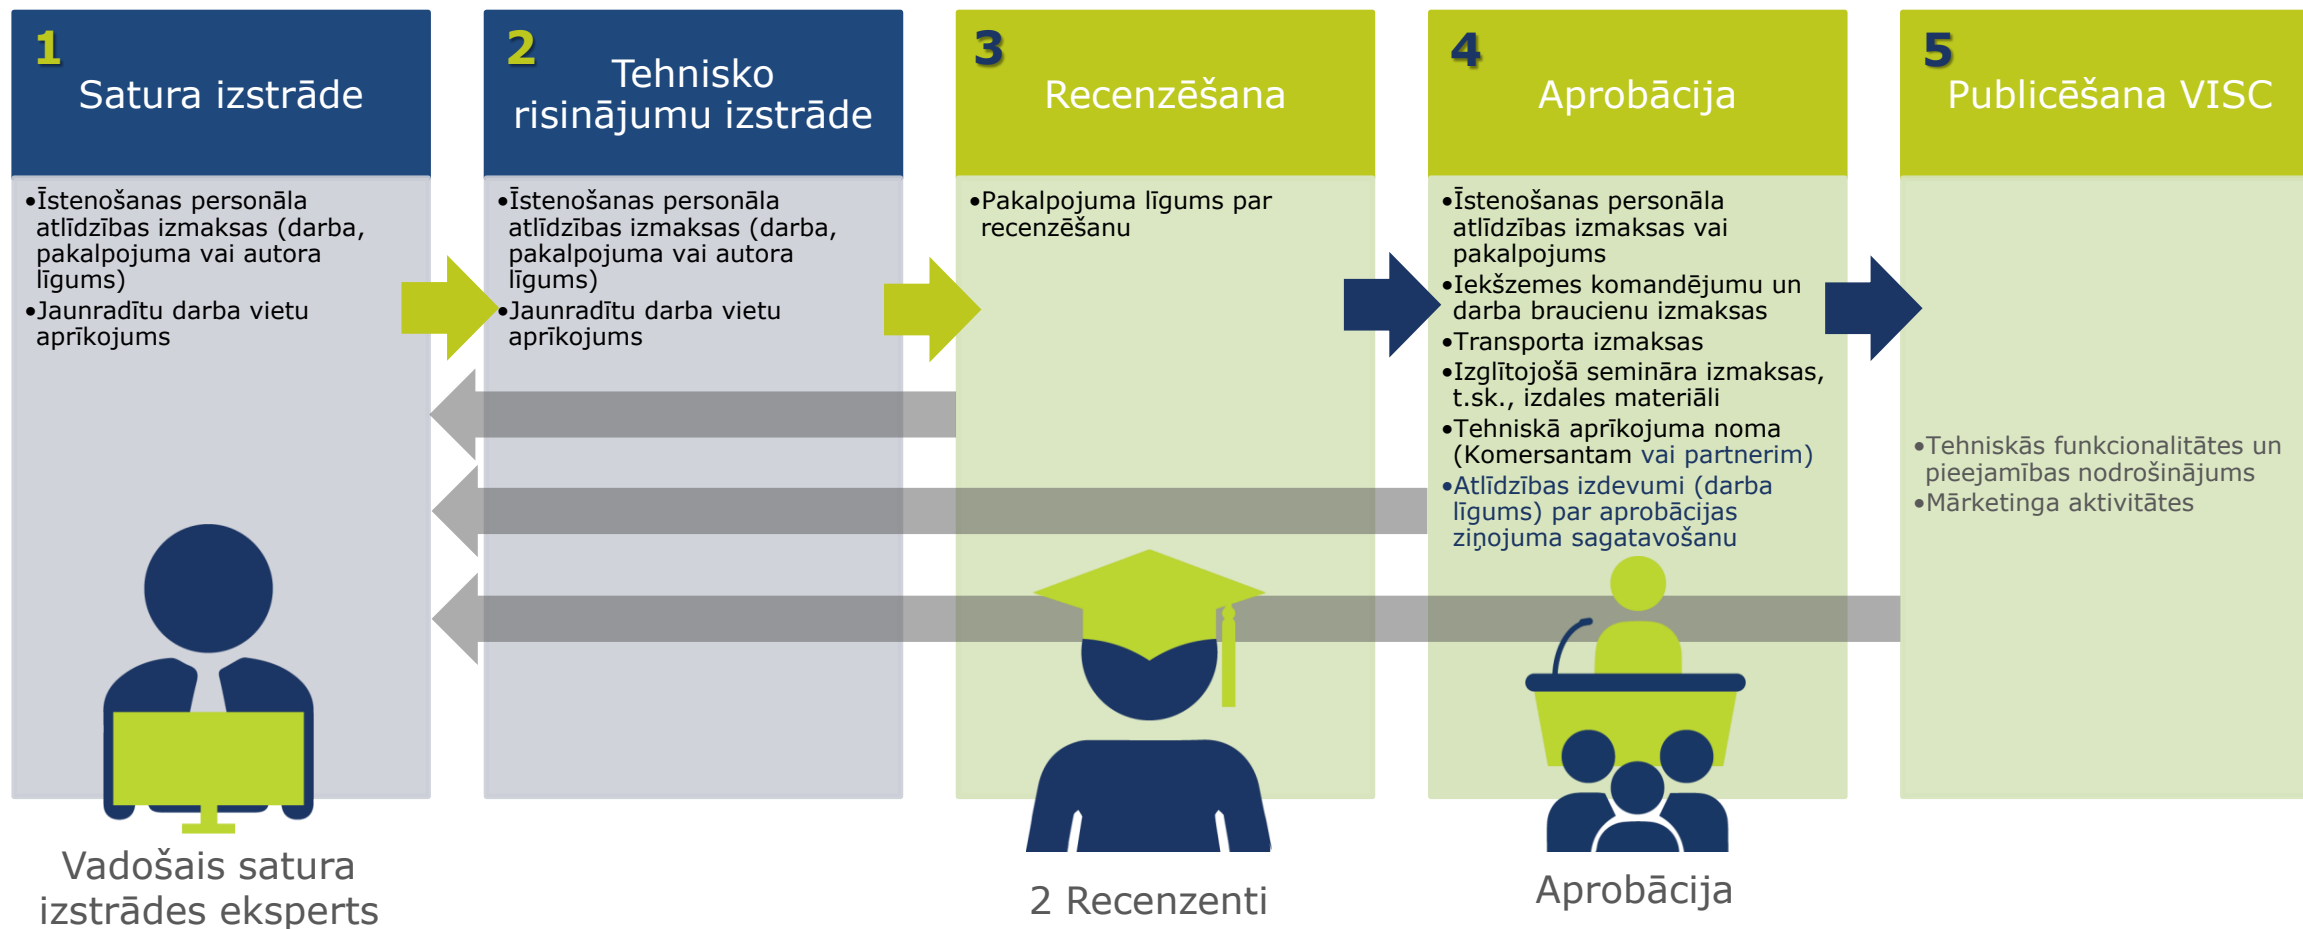 1
Satura izstrāde
•Īstenošanas personāla
atlīdzības izmaksas (darba,
pakalpojuma vai autora
līgums)
•Jaunradītu darba vietu
aprīkojums
Vadošais satura
izstrādes eksperts
2
Tehnisko
risinājumu izstrāde
•Īstenošanas personāla
atlīdzības izmaksas (darba,
pakalpojuma vai autora
līgums)
•Jaunradītu darba vietu
aprīkojums
3
Recenzēšana
•Pakalpojuma līgums par
recenzēšanu
2 Recenzenti
4
Aprobācija
•Īstenošanas personāla
atlīdzības izmaksas vai
pakalpojums
•Iekšzemes komandējumu un
darba braucienu izmaksas
•Transporta izmaksas
•Izglītojošā semināra izmaksas,
t.sk., izdales materiāli
•Tehniskā aprīkojuma noma
(Komersantam vai partnerim)
•Atlīdzības izdevumi (darba
līgums) par aprobācijas
ziņojuma sagatavošanu
Aprobācija
5
Publicēšana VISC
•Tehniskās funkcionalitātes un
pieejamības nodrošinājums
•Mārketinga aktivitātes